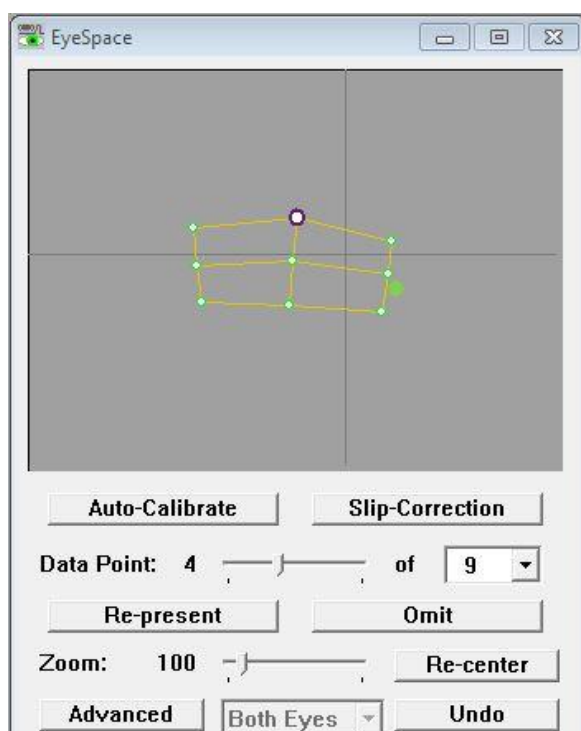 EyeSpace
Auto-Calibrate Slip-Correction
Data Point: 4 of 9
Re-present Omit
Zoom: 100 Re-center
Advanced Both Eyes Undo